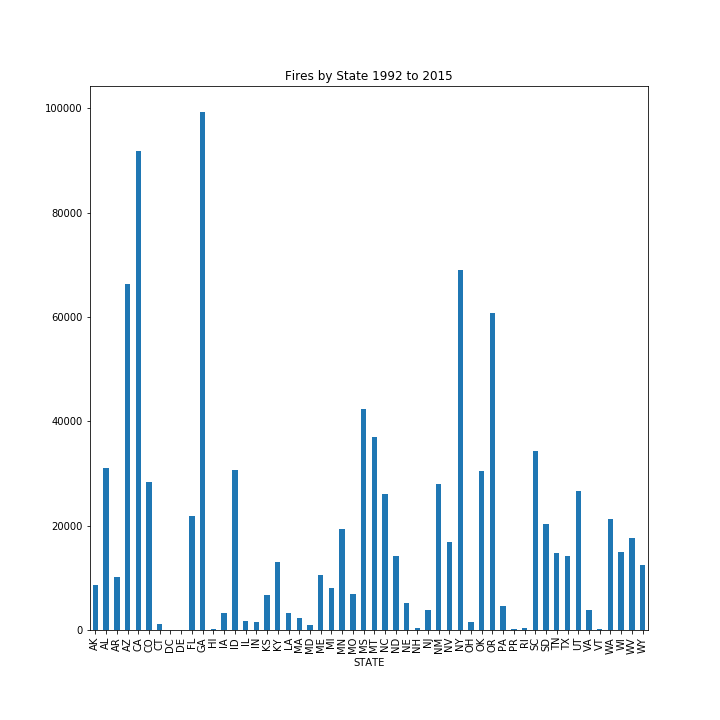 Fires by State 1992 to 2015
100000
80000
60000
40000
20000
0
AK AL AR AZ CA CO CT DC DE FL GA HI IA ID IL IN KS KY LA MA MD ME MI MN MO MS MT NC ND NE NH NJ NM NV NY OH OK OR PA PR RI SC SD TN TX UT VA VT WA WI WV WY
STATE